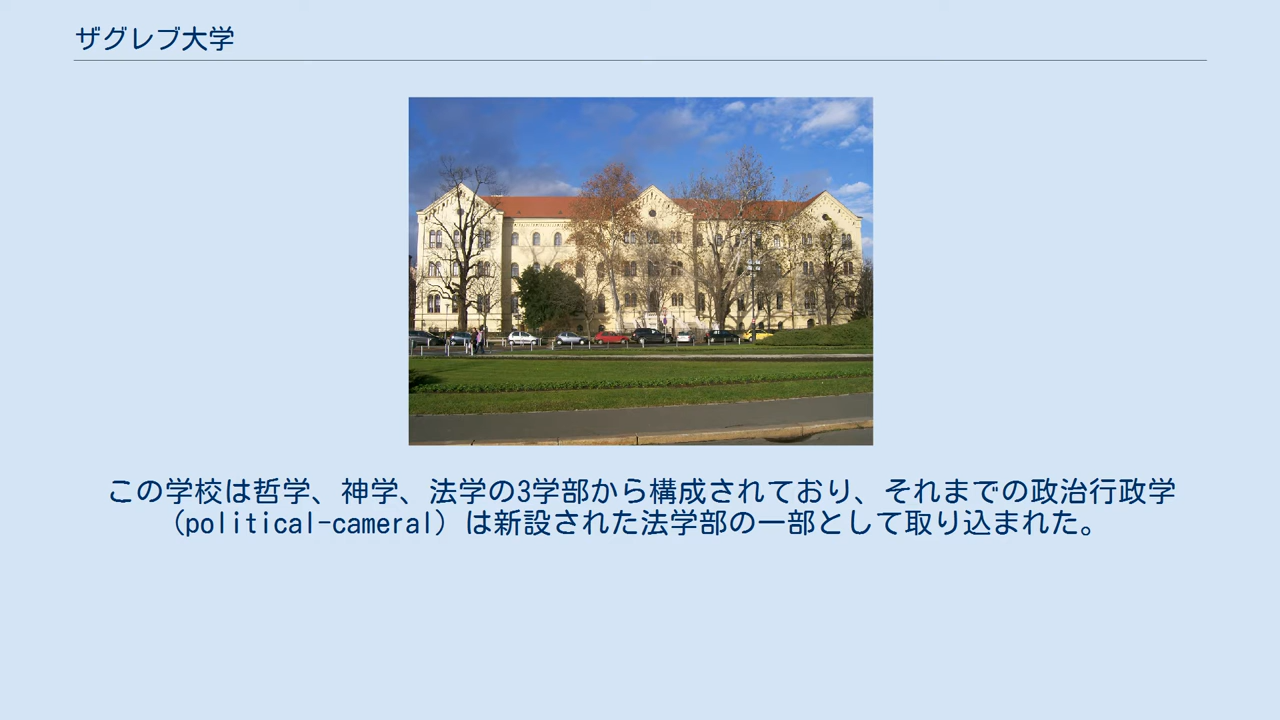 ザグレブ大学
この学校は哲学、神学、法学の3学部から構成されており、それまでの政治行政学
（political-cameral）は新設された法学部の一部として取り込まれた。